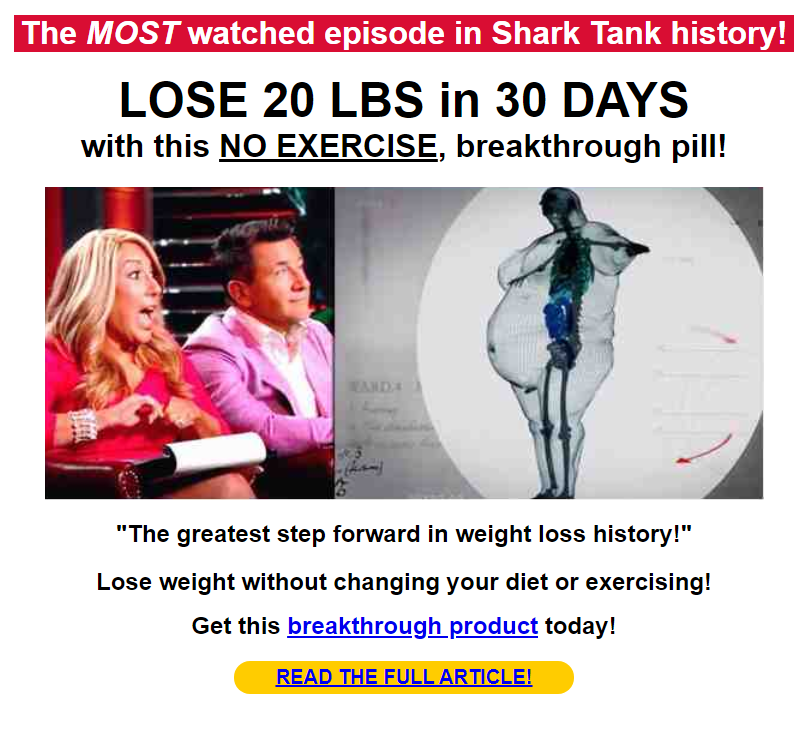 The MOST watched episode in Shark Tank history!
LOSE 20 LBS in 30 DAYS
with this NO EXERCISE, breakthrough pill!
"The greatest step forward in weight loss history!"
Lose weight without changing your diet or exercising!
Get this breakthrough product today!
READ THE FULL ARTICLE!